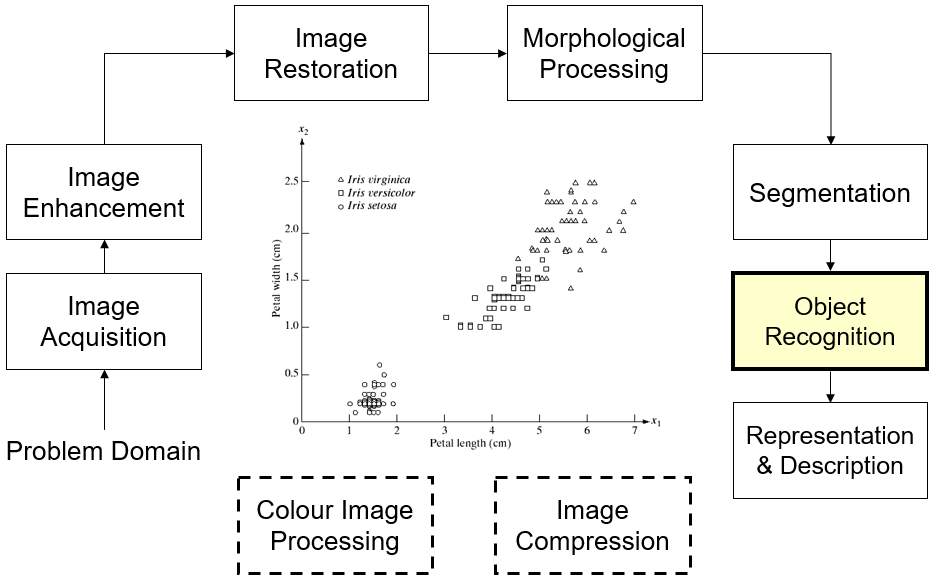 Image
Restoration
Morphological
Processing
Image
Enhancement
Segmentation
Image
Acquisition
Object
Recognition
Problem Domain
Representation
& Description
x2
2.5
2.0
1.5
1.0
0.5
0
Petal width (cm)
△ Iris virginica
□ Iris versicolor
○ Iris setosa
0 1 2 3 4 5 6 7
x1
Petal length (cm)
Colour Image
Processing
Image
Compression